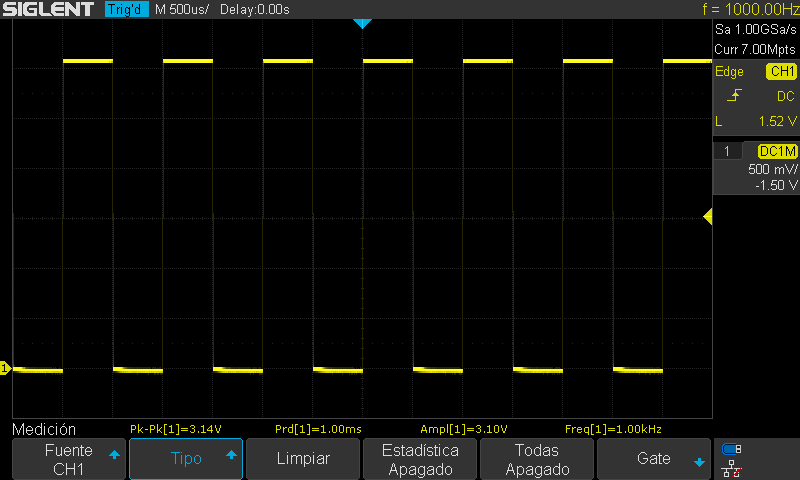 SIGLENT Trig'd M 500us/ Delay:0.00s f = 1000.00Hz
Sa 1.00GSa/s
Curr 7.00Mpts
Edge CH1
DC
L 1.52 V
1 DC1M
500 mV/
-1.50 V
1
Medición Pk-Pk[1]=3.14V Prd[1]=1.00ms Ampl[1]=3.10V Freq[1]=1.00kHz
Fuente
CH1
Tipo
Limpiar
Estadística
Apagado
Todas
Apagado
Gate